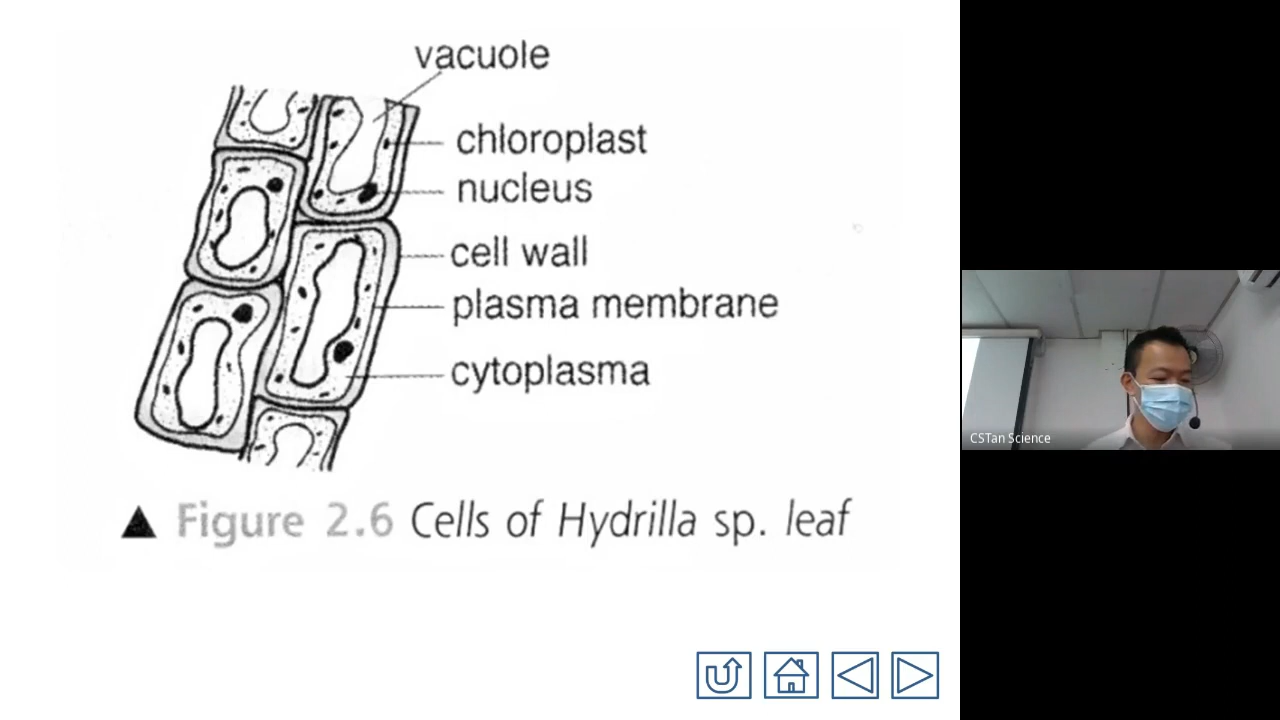 vacuole
chloroplast
nucleus
cell wall
plasma membrane
cytoplasma
▲ Figure 2.6 Cells of Hydrilla sp. leaf
CSTan Science